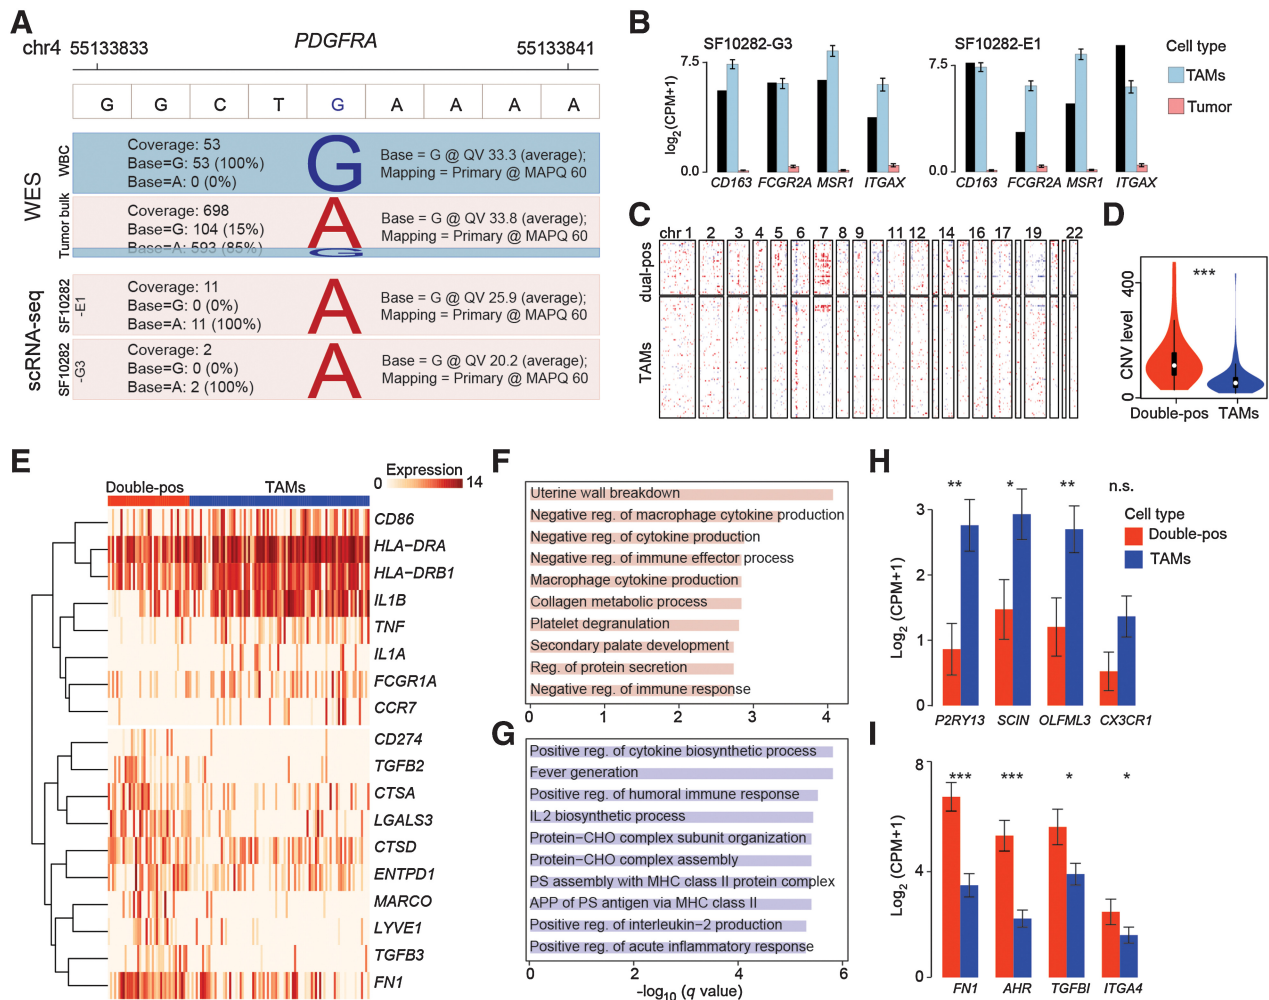 A
chr4
55133833
PDGFRA
55133841
G G C T G A A A A
WES
WBC
Coverage: 53
Base=G: 53 (100%)
Base=A: 0 (0%)
G
Base = G @ QV 33.3 (average);
Mapping = Primary @ MAPQ 60
Tumor bulk
Coverage: 698
Base=G: 104 (15%)
Base=A: 593 (85%)
A
G
Base = G @ QV 33.8 (average);
Mapping = Primary @ MAPQ 60
scRNA-seq
SF10282
-E1
Coverage: 11
Base=G: 0 (0%)
Base=A: 11 (100%)
A
Base = G @ QV 25.9 (average);
Mapping = Primary @ MAPQ 60
SF10282
-G3
Coverage: 2
Base=G: 0 (0%)
Base=A: 2 (100%)
A
Base = G @ QV 20.2 (average);
Mapping = Primary @ MAPQ 60
B
SF10282-G3
7.5
log2(CPM+1)
0.0
CD163 FCGR2A MSR1 ITGAX
SF10282-E1
7.5
0.0
CD163 FCGR2A MSR1 ITGAX
Cell type
TAMs
Tumor
C
chr 1 2 3 4 5 6 7 8 9 11 12 14 16 17 19 22
dual-pos
TAMs
D
***
400
CNV level
0
Double-pos TAMs
E
Double-pos TAMs
Expression
0 14
CD86
HLA−DRA
HLA−DRB1
IL1B
TNF
IL1A
FCGR1A
CCR7
CD274
TGFB2
CTSA
LGALS3
CTSD
ENTPD1
MARCO
LYVE1
TGFB3
FN1
F
Uterine wall breakdown
Negative reg. of macrophage cytokine production
Negative reg. of cytokine production
Negative reg. of immune effector process
Macrophage cytokine production
Collagen metabolic process
Platelet degranulation
Secondary palate development
Reg. of protein secretion
Negative reg. of immune response
0 1 2 3 4
G
Positive reg. of cytokine biosynthetic process
Fever generation
Positive reg. of humoral immune response
IL2 biosynthetic process
Protein−CHO complex subunit organization
Protein−CHO complex assembly
PS assembly with MHC class II protein complex
APP of PS antigen via MHC class II
Positive reg. of interleukin−2 production
Positive reg. of acute inflammatory response
0 2 4 6
-log10 (q value)
H
** * ** n.s.
Cell type
Double-pos
TAMs
3
2
1
0
Log2 (CPM+1)
P2RY13 SCIN OLFML3 CX3CR1
I
*** *** * *
8
4
0
Log2 (CPM+1)
FN1 AHR TGFBI ITGA4